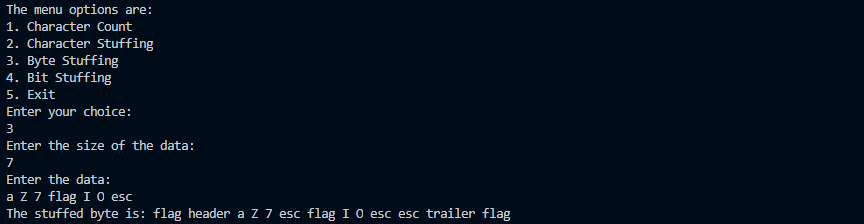 The menu options are:
1. Character Count
2. Character Stuffing
3. Byte Stuffing
4. Bit Stuffing
5. Exit
Enter your choice:
3
Enter the size of the data:
7
Enter the data:
a Z 7 flag I O esc
The stuffed byte is: flag header a Z 7 esc flag I O esc esc trailer flag